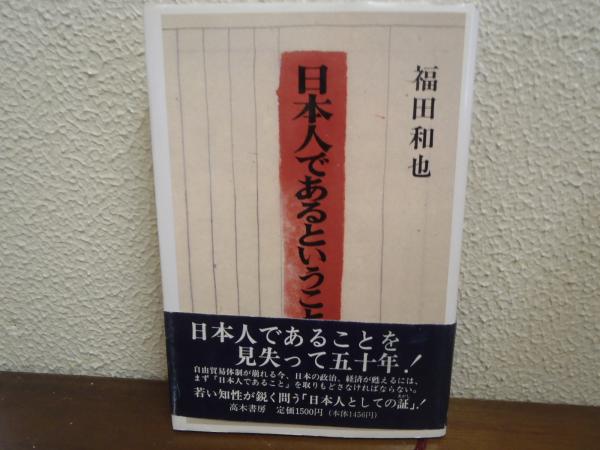 福田和也
日本人であるということ
日本人であることを
見失って五十年!
自由貿易体制が崩れる今、日本の政治、経済が甦えるには、
まず「日本人であること」を取りもどさなければならない。
若い知性が鋭く問う「日本人としての証」!
あかし
高木書房 定価1500円(本体1456円)